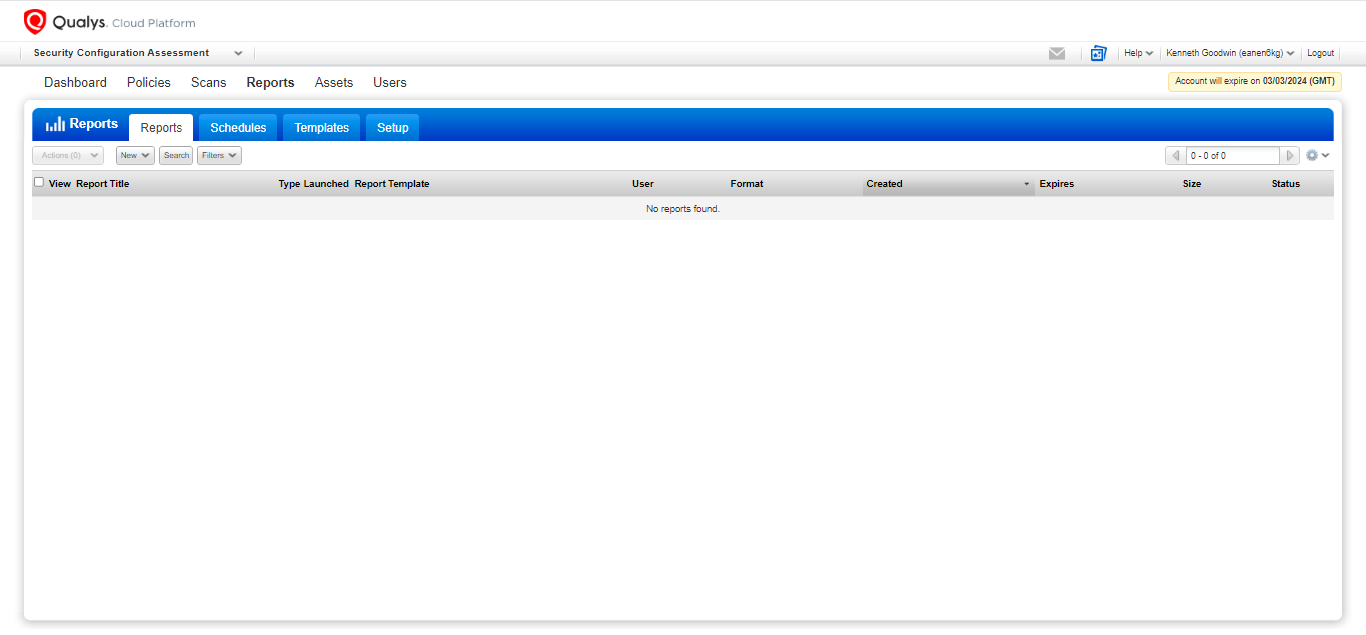 Qualys. Cloud Platform
Security Configuration Assessment
Help
Kenneth Goodwin (eanen6kg)
Logout
Dashboard Policies Scans Reports Assets Users
Account will expire on 03/03/2024 (GMT)
Reports Reports Schedules Templates Setup
Actions (0) New Search Filters 0 - 0 of 0
View Report Title Type Launched Report Template User Format Created Expires Size Status
No reports found.